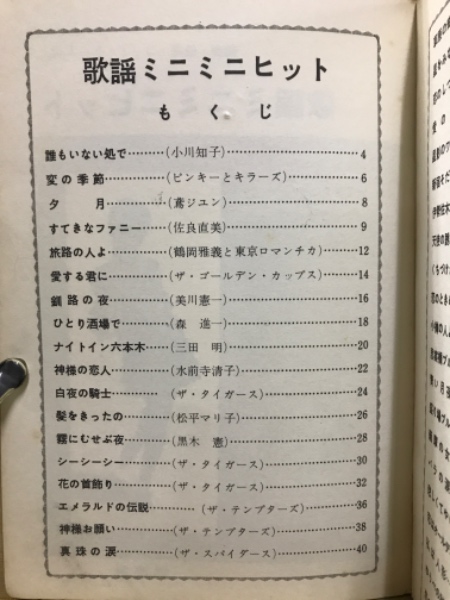 歌謡ミニミニヒット
もくじ
誰もいない処で………(小川知子)…………………4
変の季節……………(ピンキーとキラーズ)…………6
夕月……………(鳶ジユン)…………………8
すてきなファニー……(佐良直美)…………………9
旅路の人よ…………(鶴岡雅義と東京ロマンチカ)……12
愛する君に…………(ザ・ゴールデン・カップス)……14
釧路の夜……………(美川憲一)…………………16
ひとり酒場で………(森進一)…………………18
ナイトイン六本木……(三田明)…………………20
神様の恋人…………(水前寺清子)…………………22
白夜の騎士…………(ザ・タイガース)……………24
髪をきったの………(松平マリ子)…………………26
霧にむせぶ夜………(黒木憲)…………………28
シーシーシー………(ザ・タイガース)……………30
花の首飾り…………(ザ・タイガース)……………32
エメラルドの伝説…………(ザ・テンプターズ)………36
神様お願い…………(ザ・テンプターズ)…………38
真珠の涙……………(ザ・スパイダース)…………40